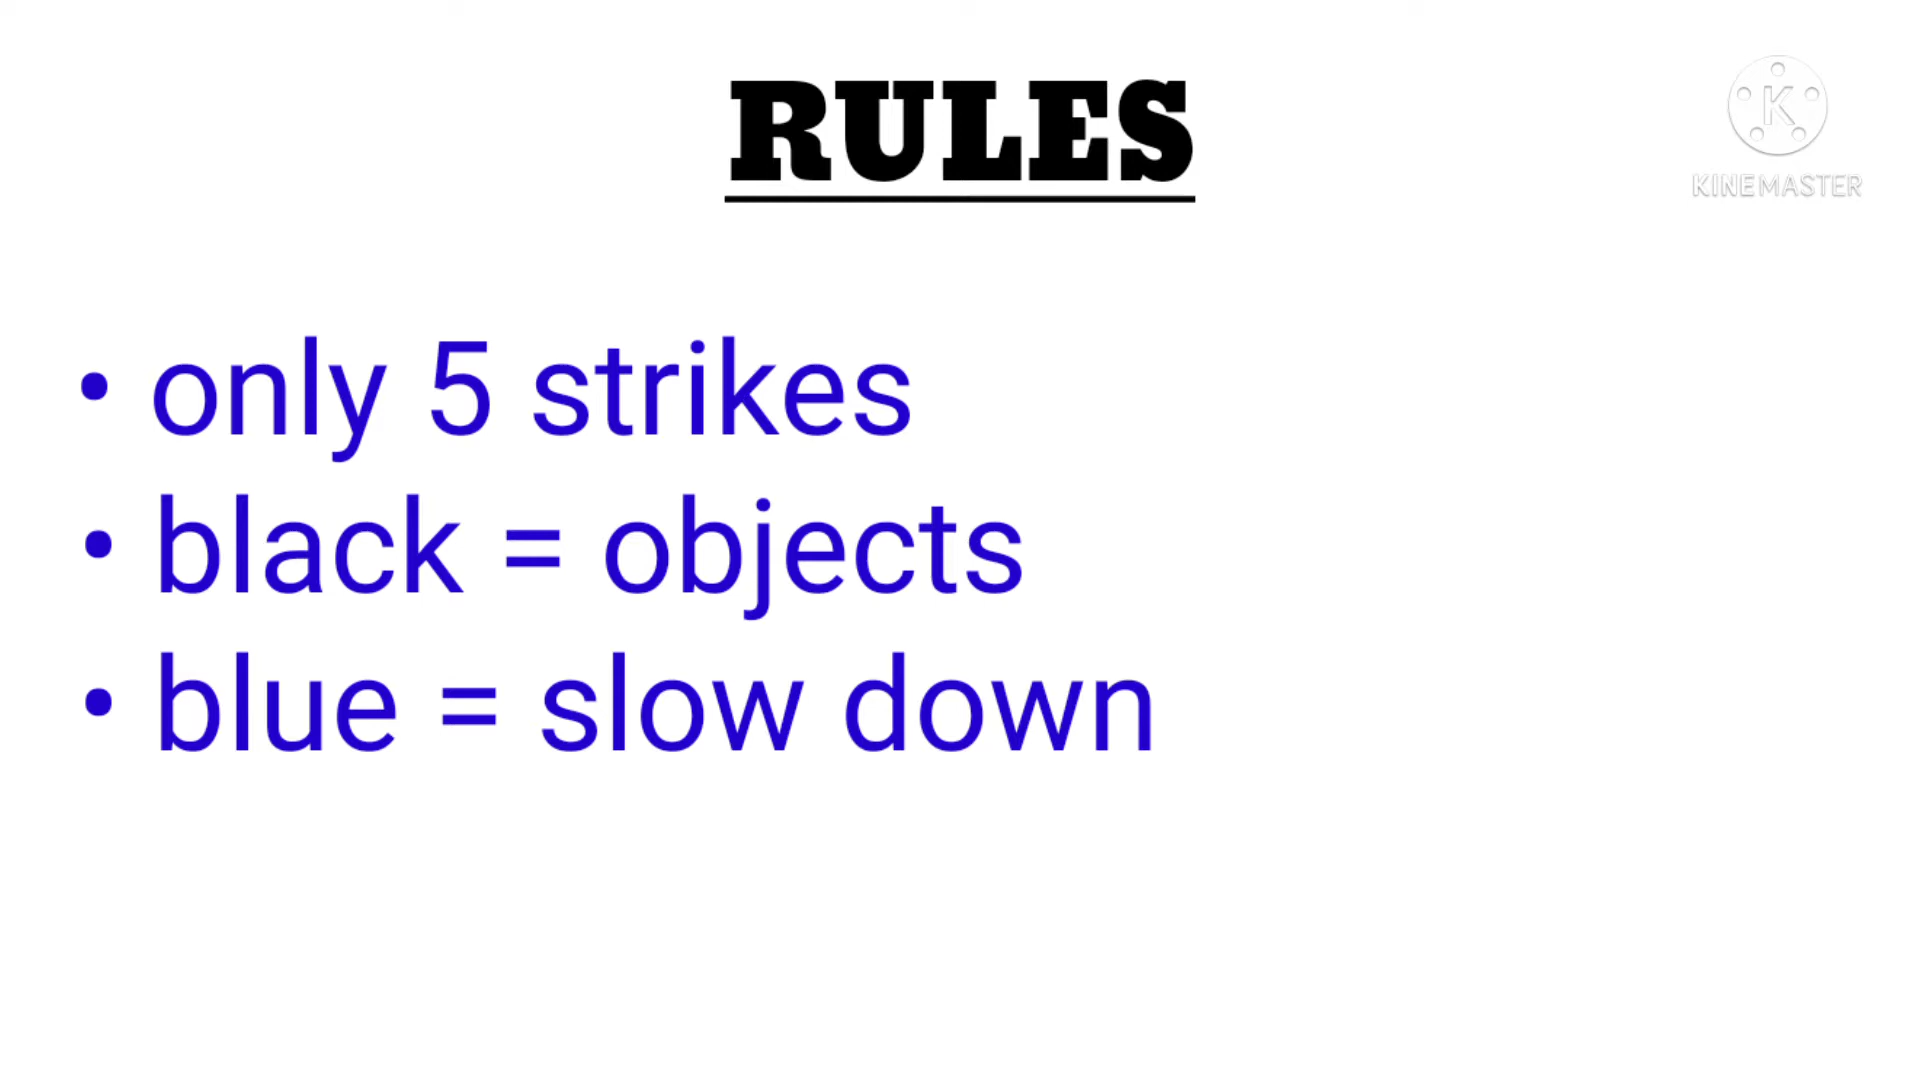 RULES
K
KINEMASTER
• only 5 strikes
• black = objects
• blue = slow down